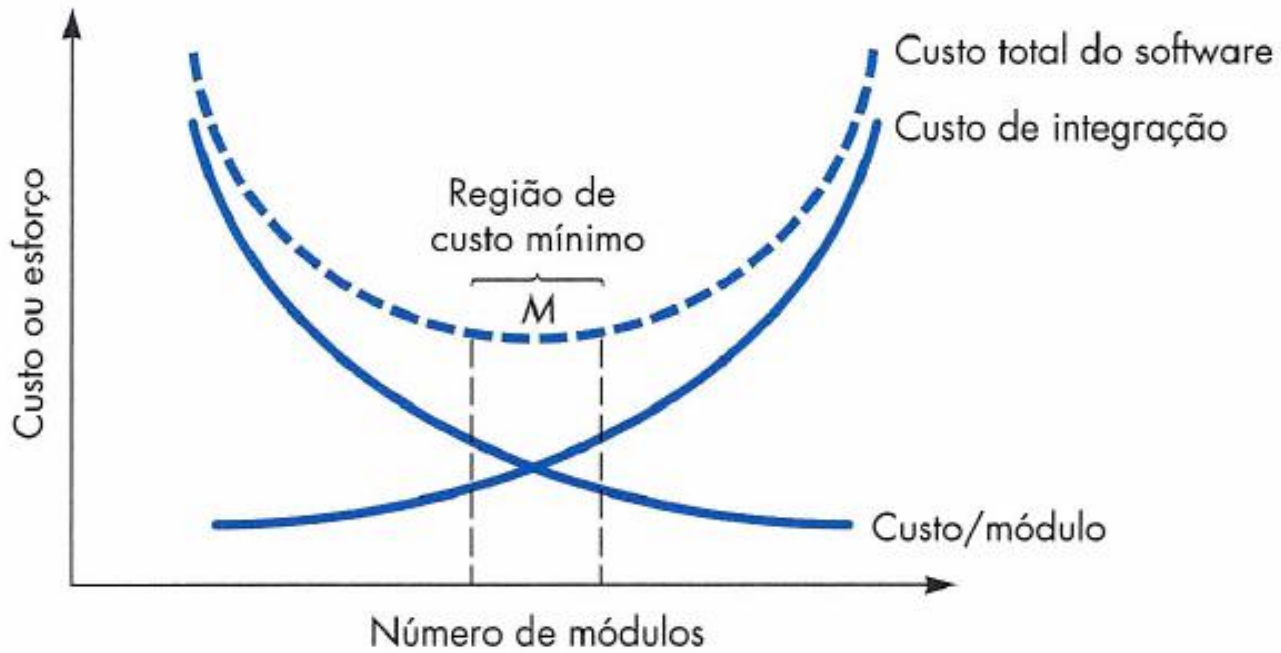 Custo total do software
Custo de integração
Região de
custo mínimo
M
Custo ou esforço
Custo/módulo
Número de módulos